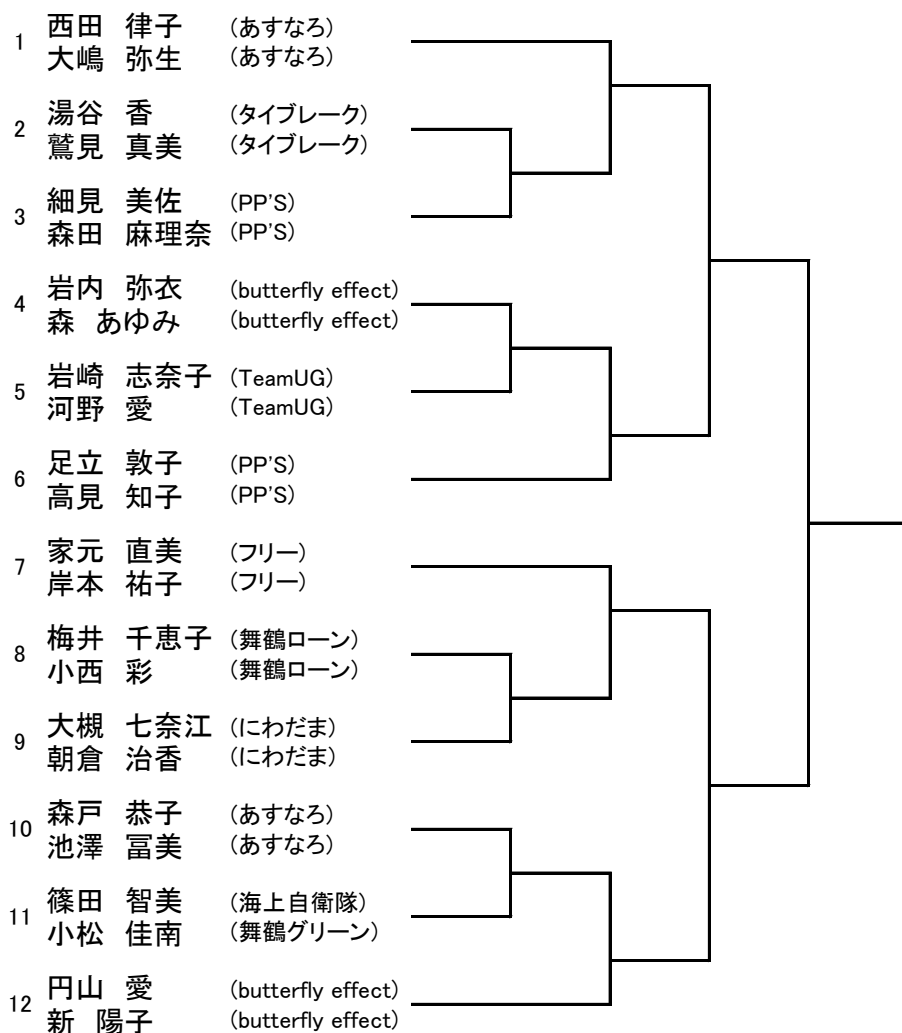 1 西田 律子 (あすなろ)
大嶋 弥生 (あすなろ)
2 湯谷 香 (タイブレーク)
鷲見 真美 (タイブレーク)
3 細見 美佐 (PP'S)
森田 麻理奈 (PP'S)
4 岩内 弥衣 (butterfly effect)
森 あゆみ (butterfly effect)
5 岩崎 志奈子 (TeamUG)
河野 愛 (TeamUG)
6 足立 敦子 (PP'S)
高見 知子 (PP'S)
7 家元 直美 (フリー)
岸本 祐子 (フリー)
8 梅井 千恵子 (舞鶴ローン)
小西 彩 (舞鶴ローン)
9 大槻 七奈江 (にわだま)
朝倉 治香 (にわだま)
10 森戸 恭子 (あすなろ)
池澤 冨美 (あすなろ)
11 篠田 智美 (海上自衛隊)
小松 佳南 (舞鶴グリーン)
12 円山 愛 (butterfly effect)
新 陽子 (butterfly effect)